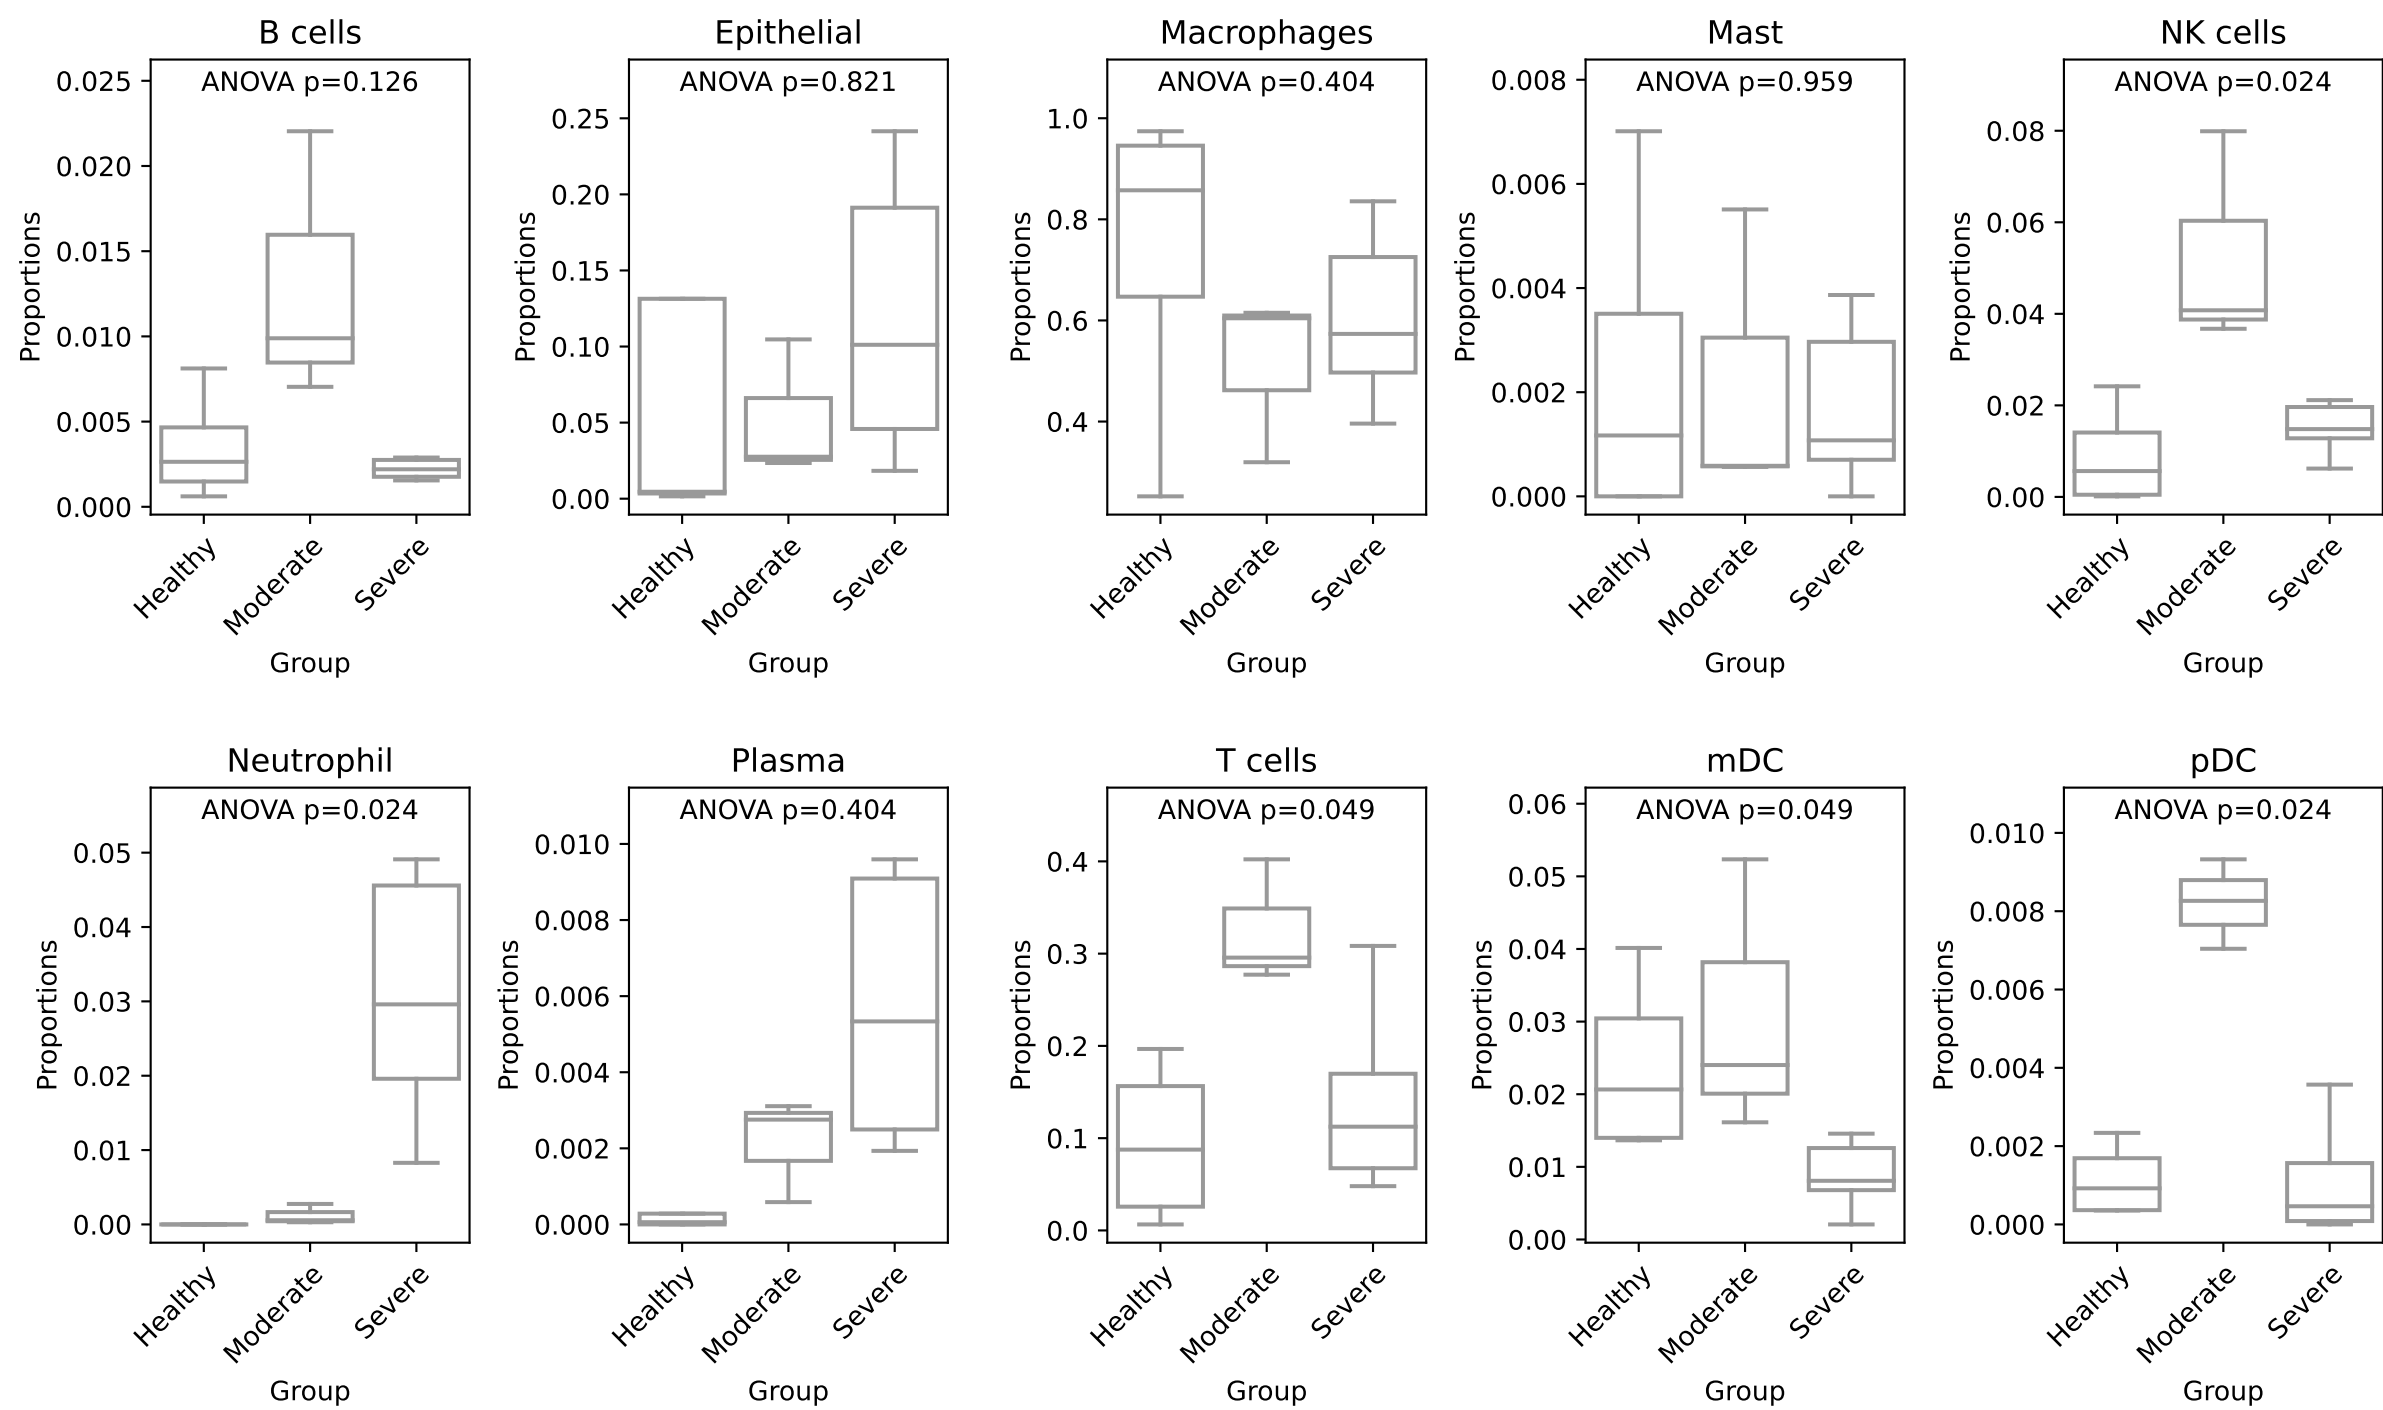 B cells
ANOVA p=0.126
Proportions
0.025
0.020
0.015
0.010
0.005
0.000
Healthy
Moderate
Severe
Group
Epithelial
ANOVA p=0.821
Proportions
0.25
0.20
0.15
0.10
0.05
0.00
Healthy
Moderate
Severe
Group
Macrophages
ANOVA p=0.404
Proportions
1.0
0.8
0.6
0.4
Healthy
Moderate
Severe
Group
Mast
ANOVA p=0.959
Proportions
0.008
0.006
0.004
0.002
0.000
Healthy
Moderate
Severe
Group
NK cells
ANOVA p=0.024
Proportions
0.08
0.06
0.04
0.02
0.00
Healthy
Moderate
Severe
Group
Neutrophil
ANOVA p=0.024
Proportions
0.05
0.04
0.03
0.02
0.01
0.00
Healthy
Moderate
Severe
Group
Plasma
ANOVA p=0.404
Proportions
0.010
0.008
0.006
0.004
0.002
0.000
Healthy
Moderate
Severe
Group
T cells
ANOVA p=0.049
Proportions
0.4
0.3
0.2
0.1
0.0
Healthy
Moderate
Severe
Group
mDC
ANOVA p=0.049
Proportions
0.06
0.05
0.04
0.03
0.02
0.01
0.00
Healthy
Moderate
Severe
Group
pDC
ANOVA p=0.024
Proportions
0.010
0.008
0.006
0.004
0.002
0.000
Healthy
Moderate
Severe
Group